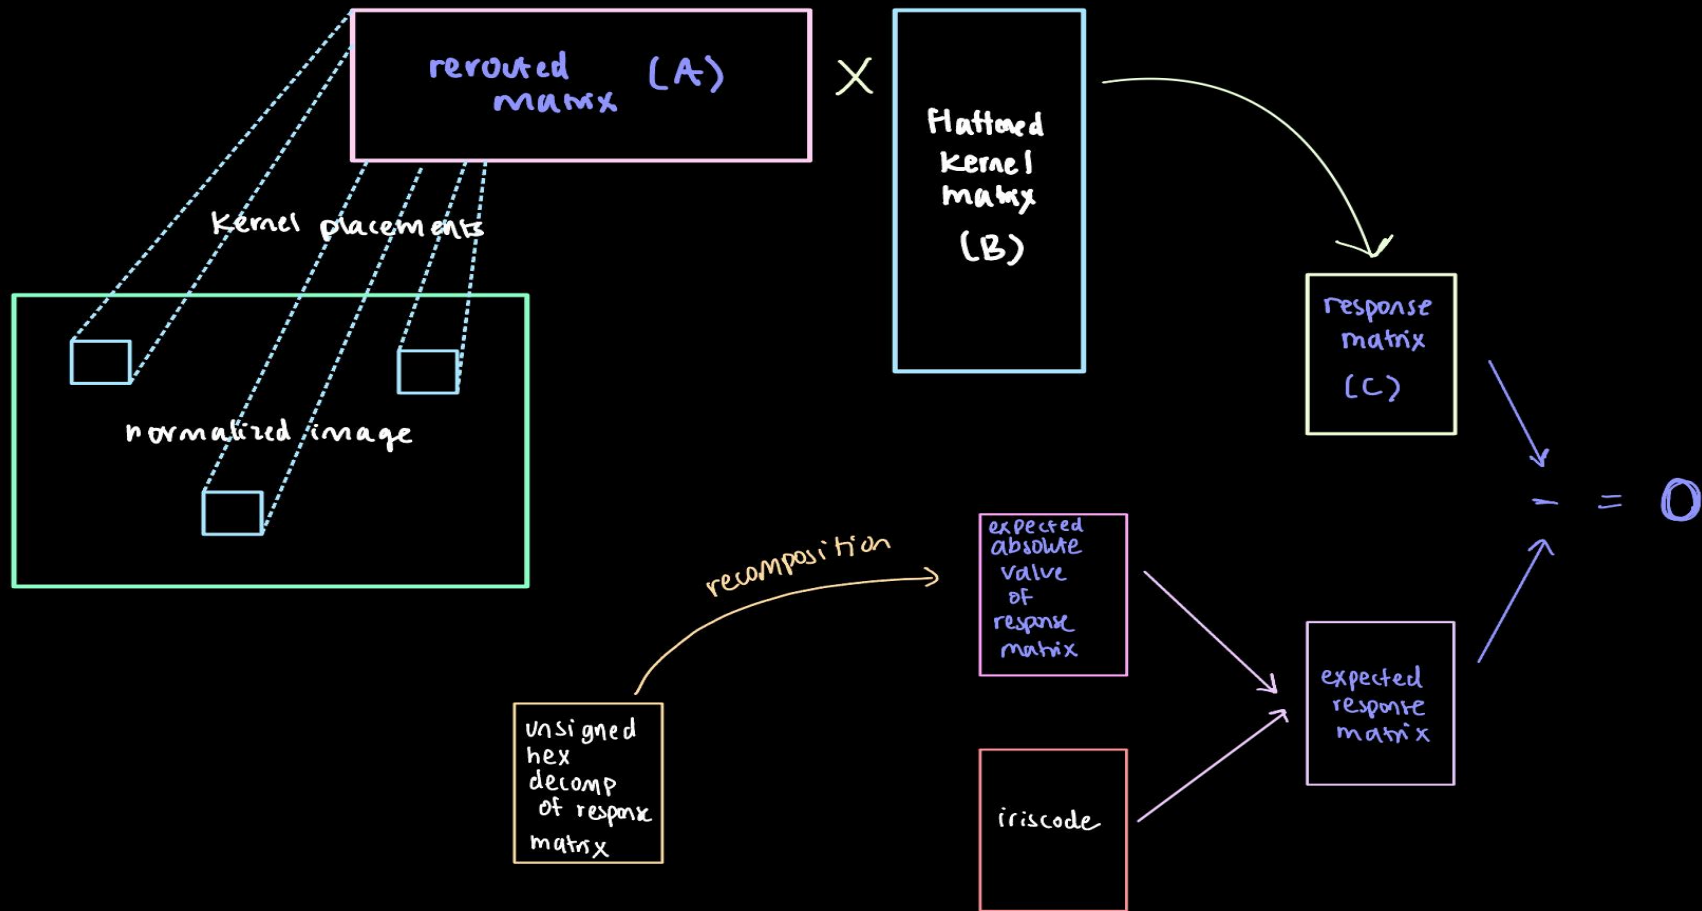 rerouted (A)
matrix
X
Flattened
kernel
matrix
(B)
Kernel placements
normalized image
response
matrix
(C)
- = 0
recomposition
expected
absolute
value
of
response
matrix
expected
response
matrix
unsigned
hex
decomp
of response
matrix
iriscode